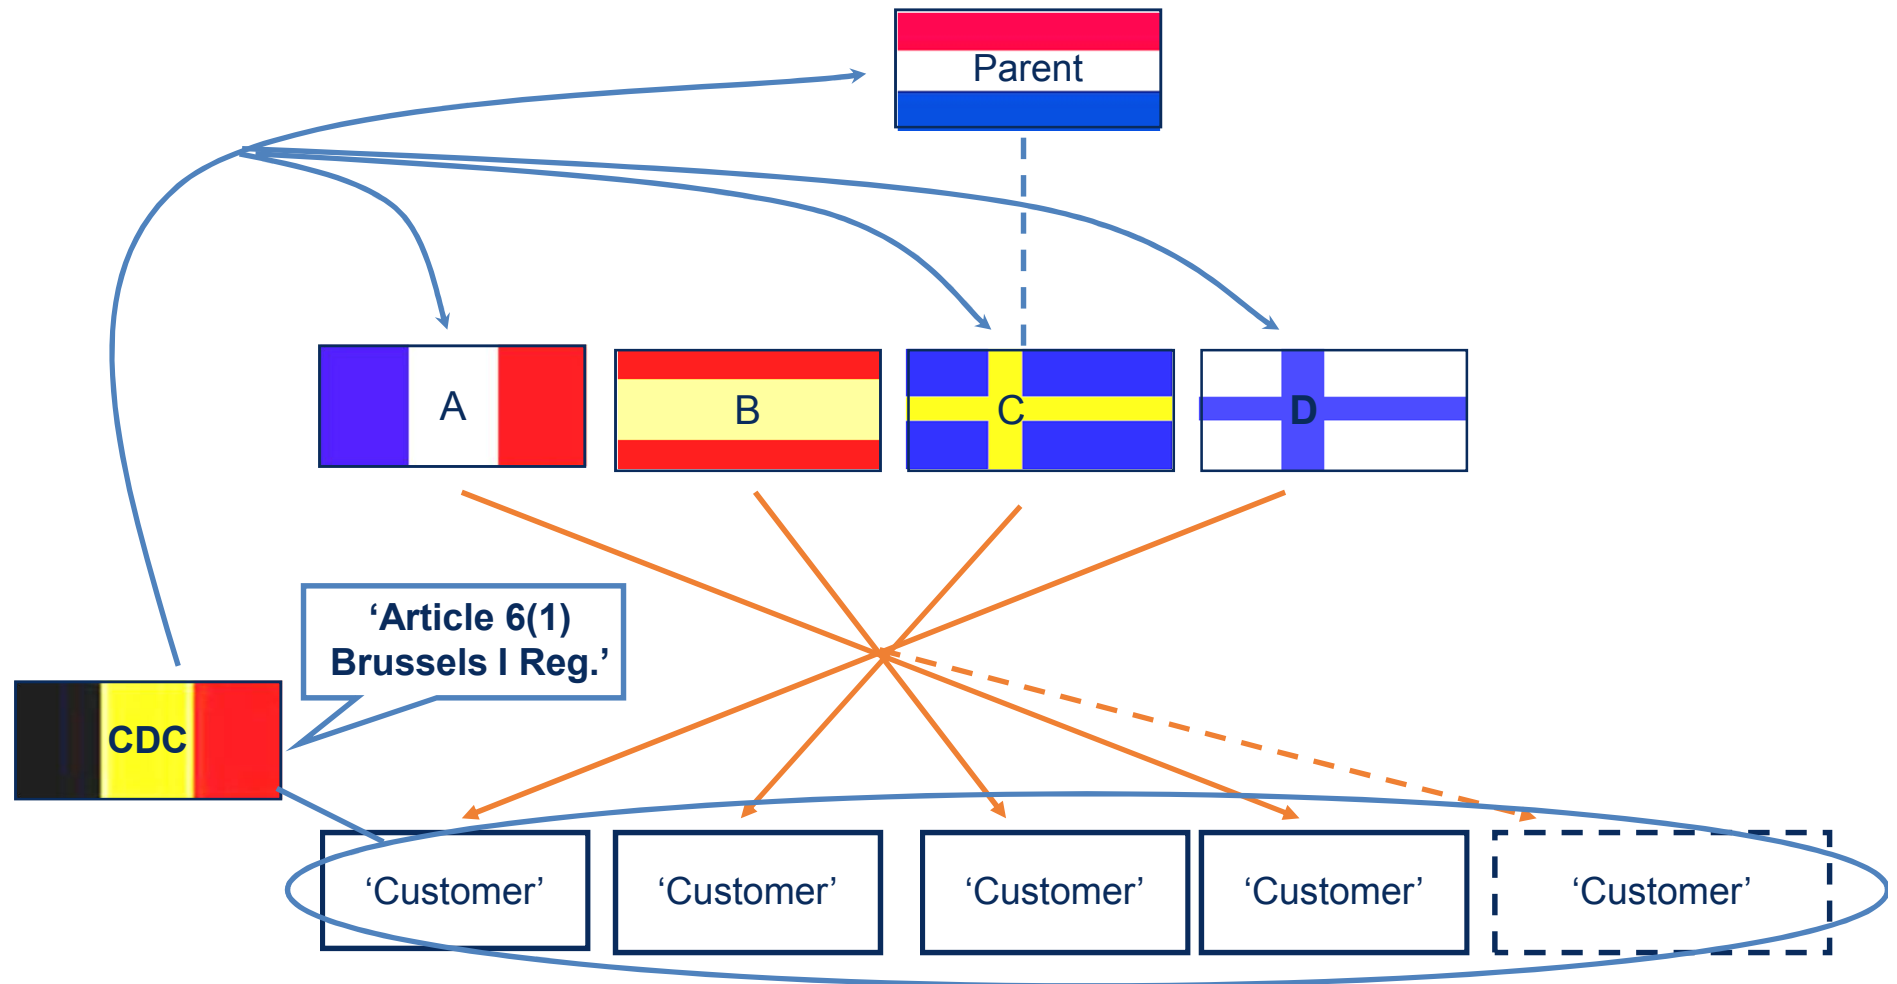 Parent
A
B
C
D
‘Article 6(1)
Brussels I Reg.’
CDC
‘Customer’
‘Customer’
‘Customer’
‘Customer’
‘Customer’